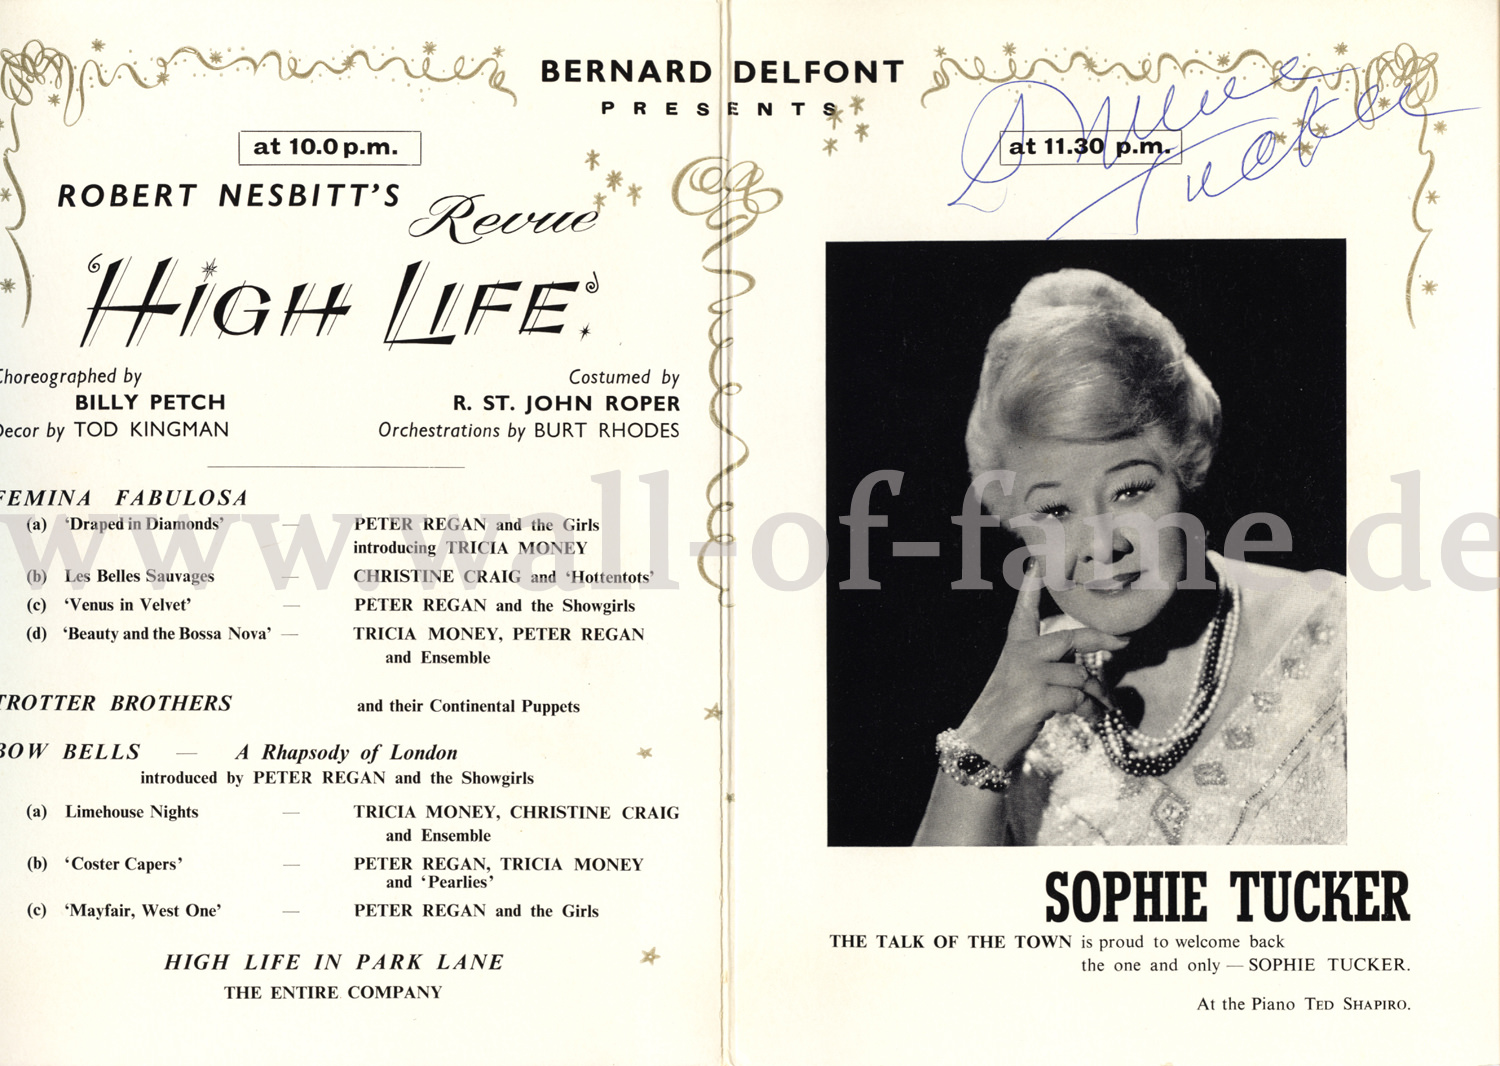 BERNARD DELFONT
PRESENTS
at 10.0 p.m.
ROBERT NESBITT'S
Revue
'HIGH LIFE'
Choreographed by
BILLY PETCH
Decor by TOD KINGMAN
Costumed by
R. ST. JOHN ROPER
Orchestrations by BURT RHODES
FEMINA FABULOSA
(a) 'Draped in Diamonds' — PETER REGAN and the Girls
introducing TRICIA MONEY
(b) Les Belles Sauvages — CHRISTINE CRAIG and 'Hottentots'
(c) 'Venus in Velvet' — PETER REGAN and the Showgirls
(d) 'Beauty and the Bossa Nova' — TRICIA MONEY, PETER REGAN
and Ensemble
TROTTER BROTHERS and their Continental Puppets
BOW BELLS — A Rhapsody of London
introduced by PETER REGAN and the Showgirls
(a) Limehouse Nights — TRICIA MONEY, CHRISTINE CRAIG
and Ensemble
(b) 'Coster Capers' — PETER REGAN, TRICIA MONEY
and 'Pearlies'
(c) 'Mayfair, West One' — PETER REGAN and the Girls
HIGH LIFE IN PARK LANE
THE ENTIRE COMPANY
at 11.30 p.m.
Sophie
Tucker
SOPHIE TUCKER
THE TALK OF THE TOWN is proud to welcome back
the one and only — SOPHIE TUCKER.
At the Piano TED SHAPIRO.
www.wall-of-fame.de